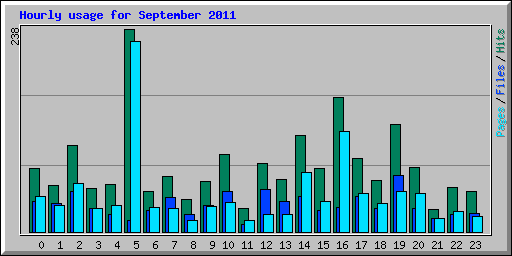 Hourly usage for September 2011
238
Pages/Files/Hits
0 1 2 3 4 5 6 7 8 9 10 11 12 13 14 15 16 17 18 19 20 21 22 23